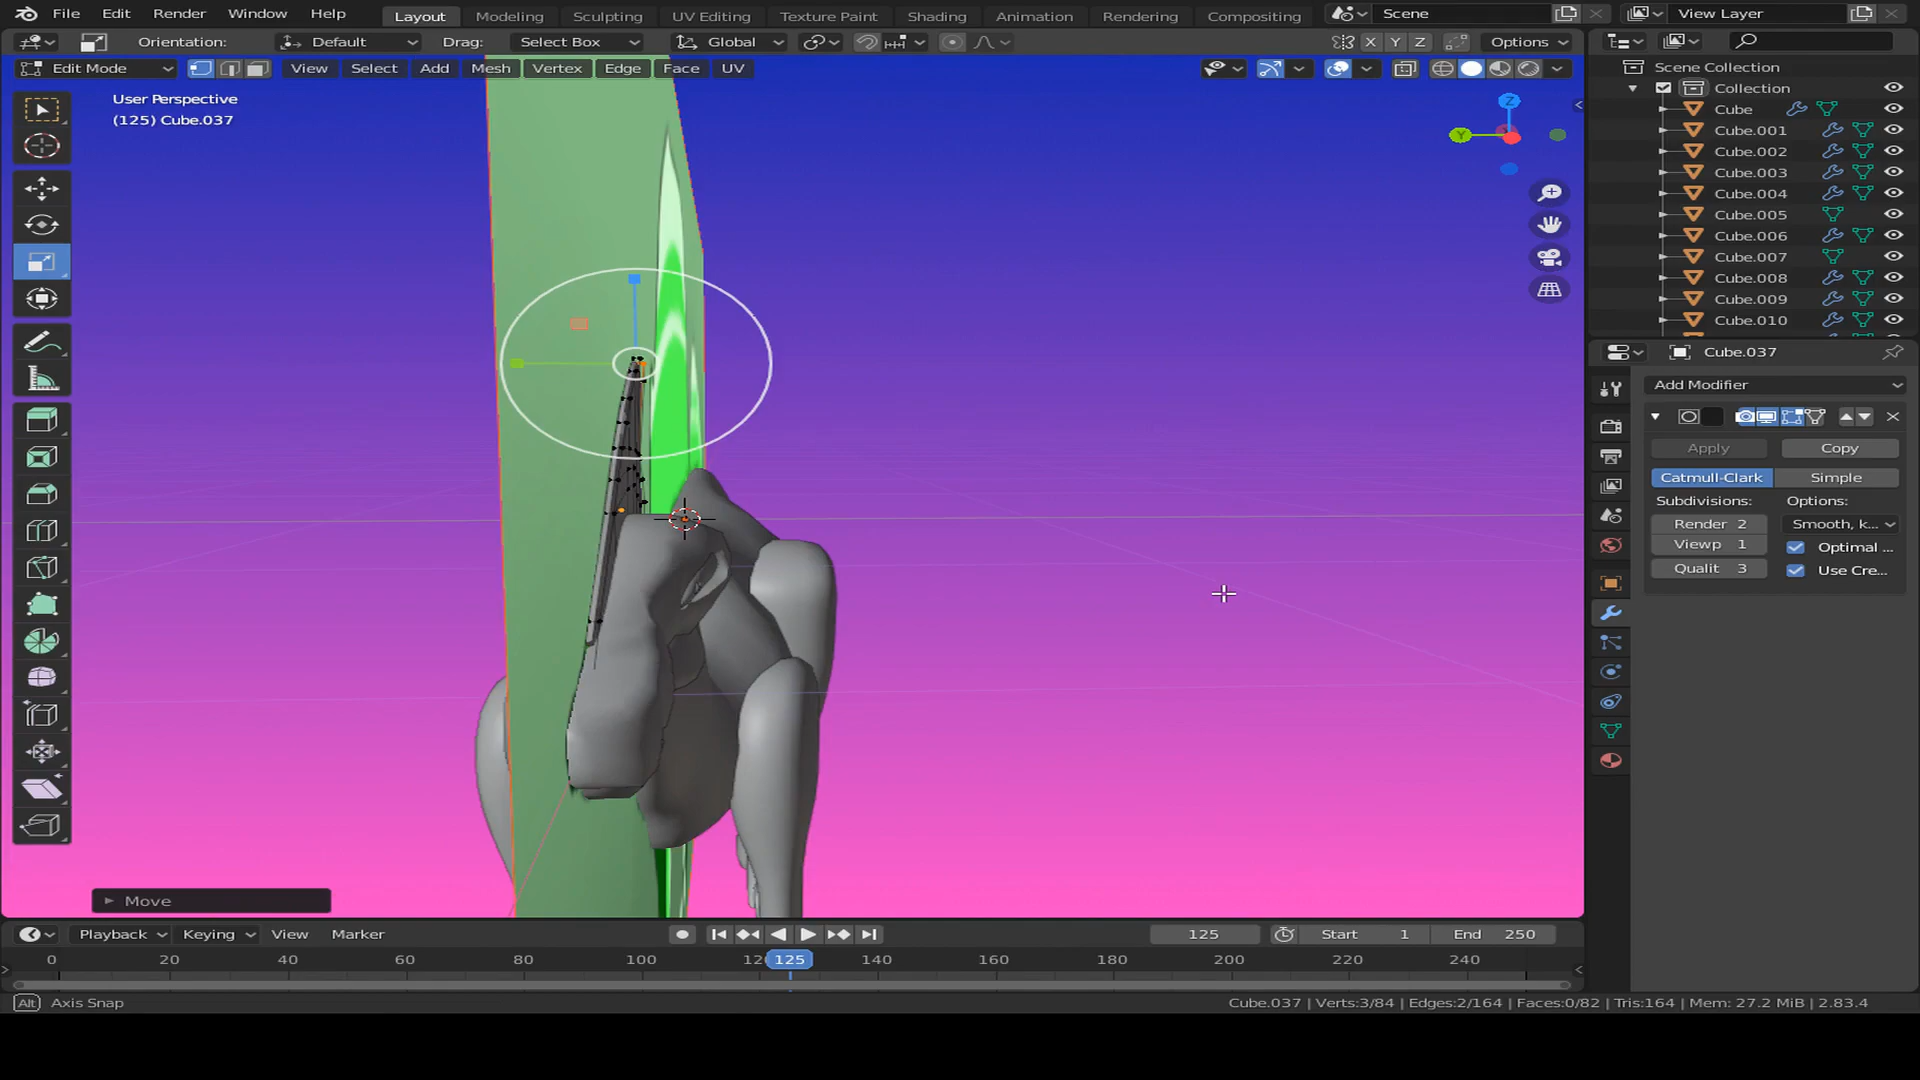 File Edit Render Window Help Layout Modeling Sculpting UV Editing Texture Paint Shading Animation Rendering Compositing Scene View Layer
Orientation: Default Drag: Select Box Global X Y Z Options
Edit Mode View Select Add Mesh Vertex Edge Face UV
User Perspective
(125) Cube.037
Z
Y
Scene Collection
Collection
Cube
Cube.001
Cube.002
Cube.003
Cube.004
Cube.005
Cube.006
Cube.007
Cube.008
Cube.009
Cube.010
Cube.037
Add Modifier
Apply Copy
Catmull-Clark Simple
Subdivisions: Options:
Render 2 Smooth, k...
Viewp 1 Optimal ...
Qualit 3 Use Cre...
Move
Playback Keying View Marker 125 Start 1 End 250
0 20 40 60 80 100 12 125 140 160 180 200 220 240
Alt Axis Snap Cube.037 | Verts:3/84 | Edges:2/164 | Faces:0/82 | Tris:164 | Mem: 27.2 MiB | 2.83.4